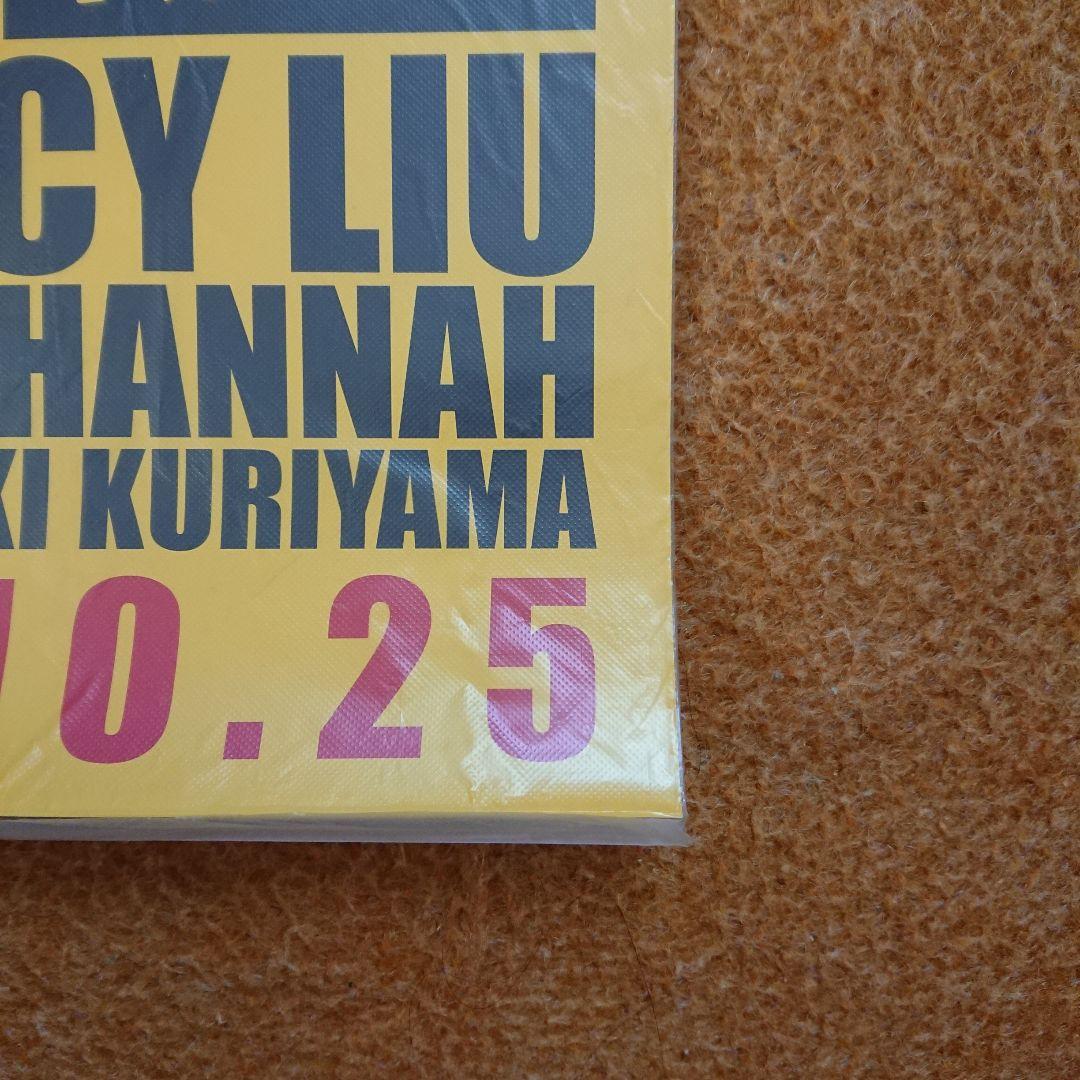 CY LIU
HANNAH
KI KURIYAMA
10.25